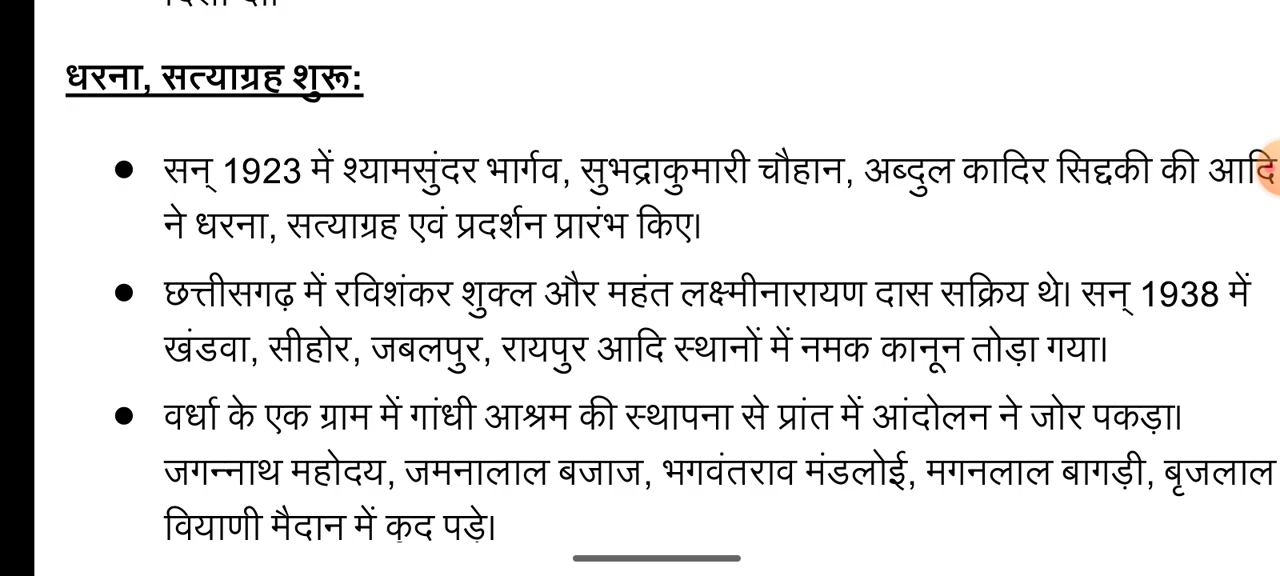 धरना, सत्याग्रह शुरू:
● सन् 1923 में श्यामसुंदर भार्गव, सुभद्राकुमारी चौहान, अब्दुल कादिर सिद्दकी की आदि
ने धरना, सत्याग्रह एवं प्रदर्शन प्रारंभ किए।
● छत्तीसगढ़ में रविशंकर शुक्ल और महंत लक्ष्मीनारायण दास सक्रिय थे। सन् 1938 में
खंडवा, सीहोर, जबलपुर, रायपुर आदि स्थानों में नमक कानून तोड़ा गया।
● वर्धा के एक ग्राम में गांधी आश्रम की स्थापना से प्रांत में आंदोलन ने जोर पकड़ा।
जगन्नाथ महोदय, जमनालाल बजाज, भगवंतराव मंडलोई, मगनलाल बागड़ी, बृजलाल
वियाणी मैदान में कूद पड़े।